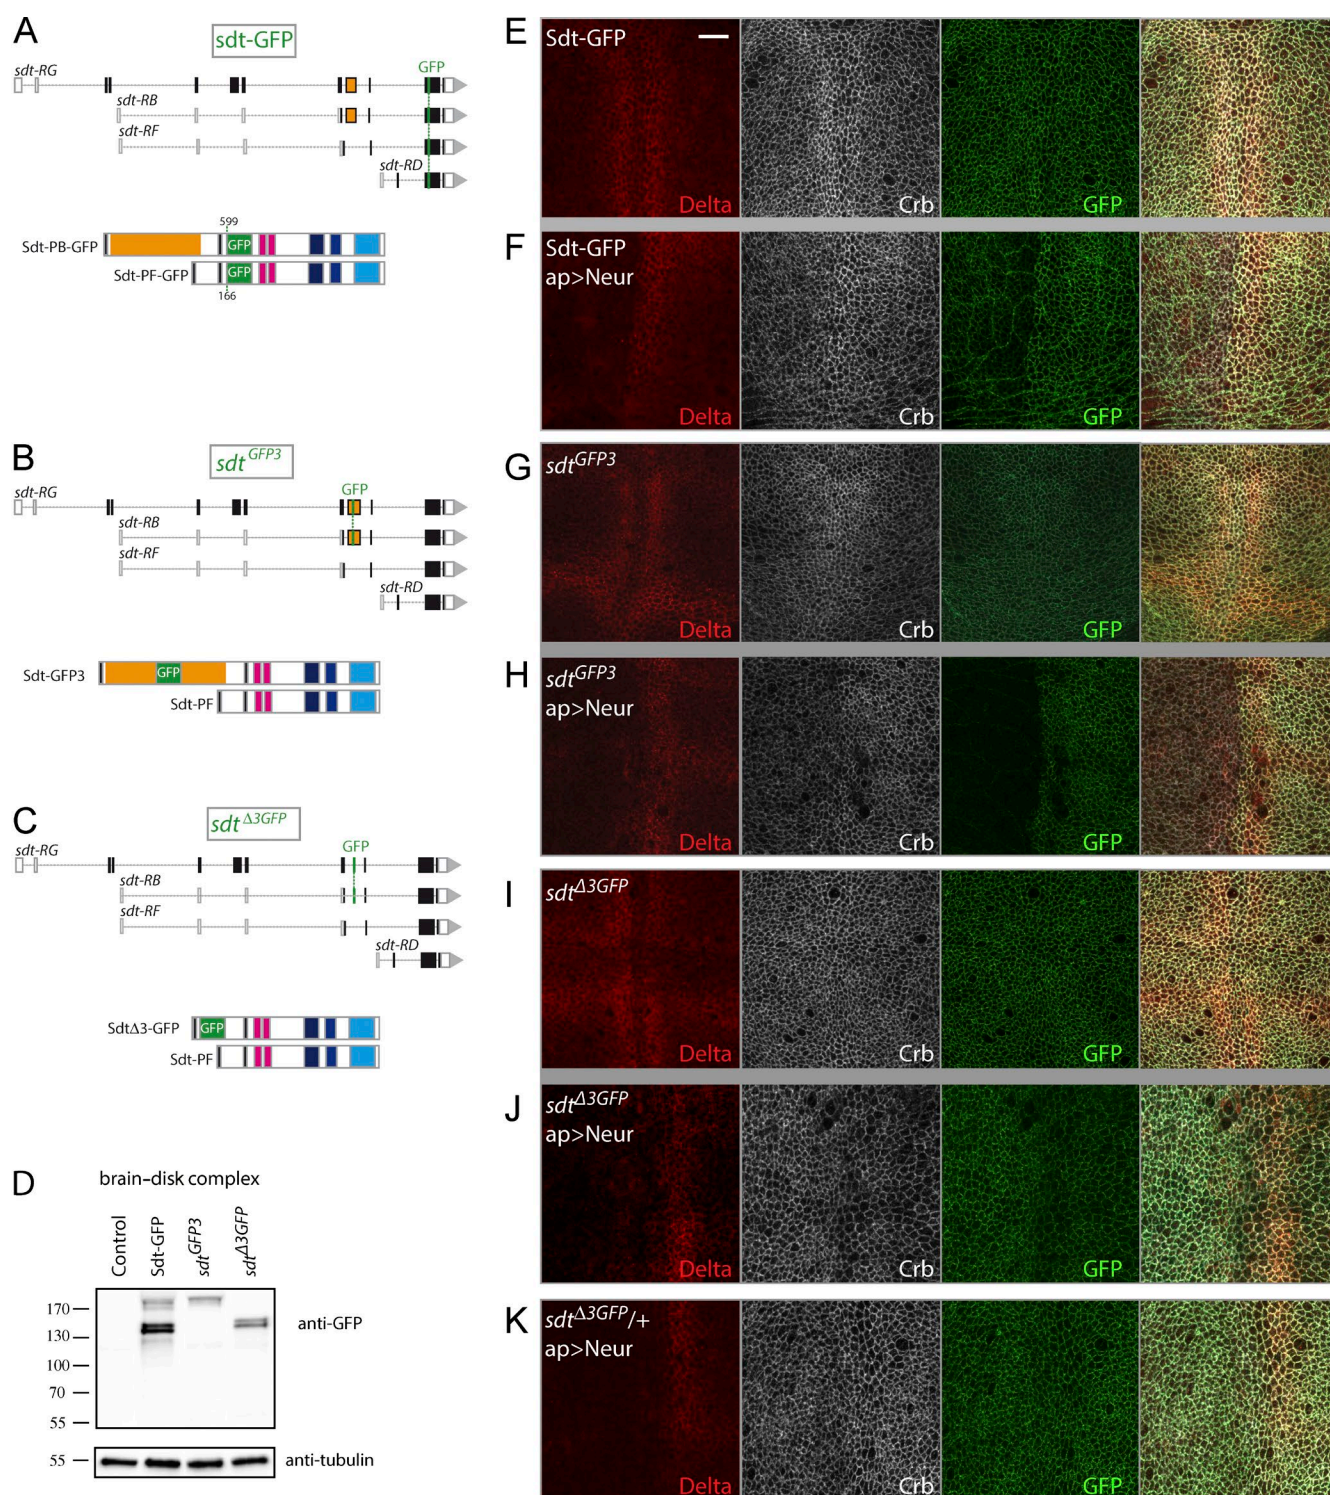 A
sdt-GFP
sdt-RG
GFP
sdt-RB
sdt-RF
sdt-RD
599
Sdt-PB-GFP
GFP
Sdt-PF-GFP
GFP
166
B
sdt GFP3
sdt-RG
GFP
sdt-RB
sdt-RF
sdt-RD
Sdt-GFP3
GFP
Sdt-PF
C
sdt Δ3GFP
sdt-RG
GFP
sdt-RB
sdt-RF
sdt-RD
SdtΔ3-GFP
GFP
Sdt-PF
D
brain–disk complex
Control
Sdt-GFP
sdtGFP3
sdtΔ3GFP
170
130
100
70
55
anti-GFP
55
anti-tubulin
E
Sdt-GFP
Delta
Crb
GFP
F
Sdt-GFP
ap>Neur
Delta
Crb
GFP
G
sdtGFP3
Delta
Crb
GFP
H
sdtGFP3
ap>Neur
Delta
Crb
GFP
I
sdtΔ3GFP
Delta
Crb
GFP
J
sdtΔ3GFP
ap>Neur
Delta
Crb
GFP
K
sdtΔ3GFP/+
ap>Neur
Delta
Crb
GFP